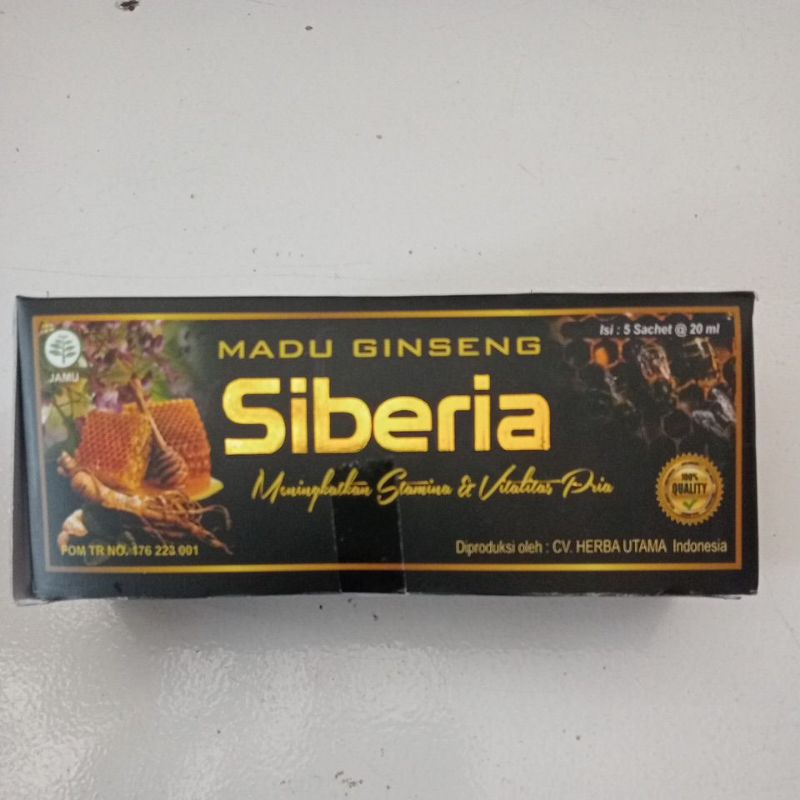 Isi : 5 Sachet @ 20 ml
JAMU
MADU GINSENG
Siberia
Meningkatkan Stamina & Vitalitas Pria
100%
QUALITY
POM TR NO. 176 223 001
Diproduksi oleh : CV. HERBA UTAMA Indonesia